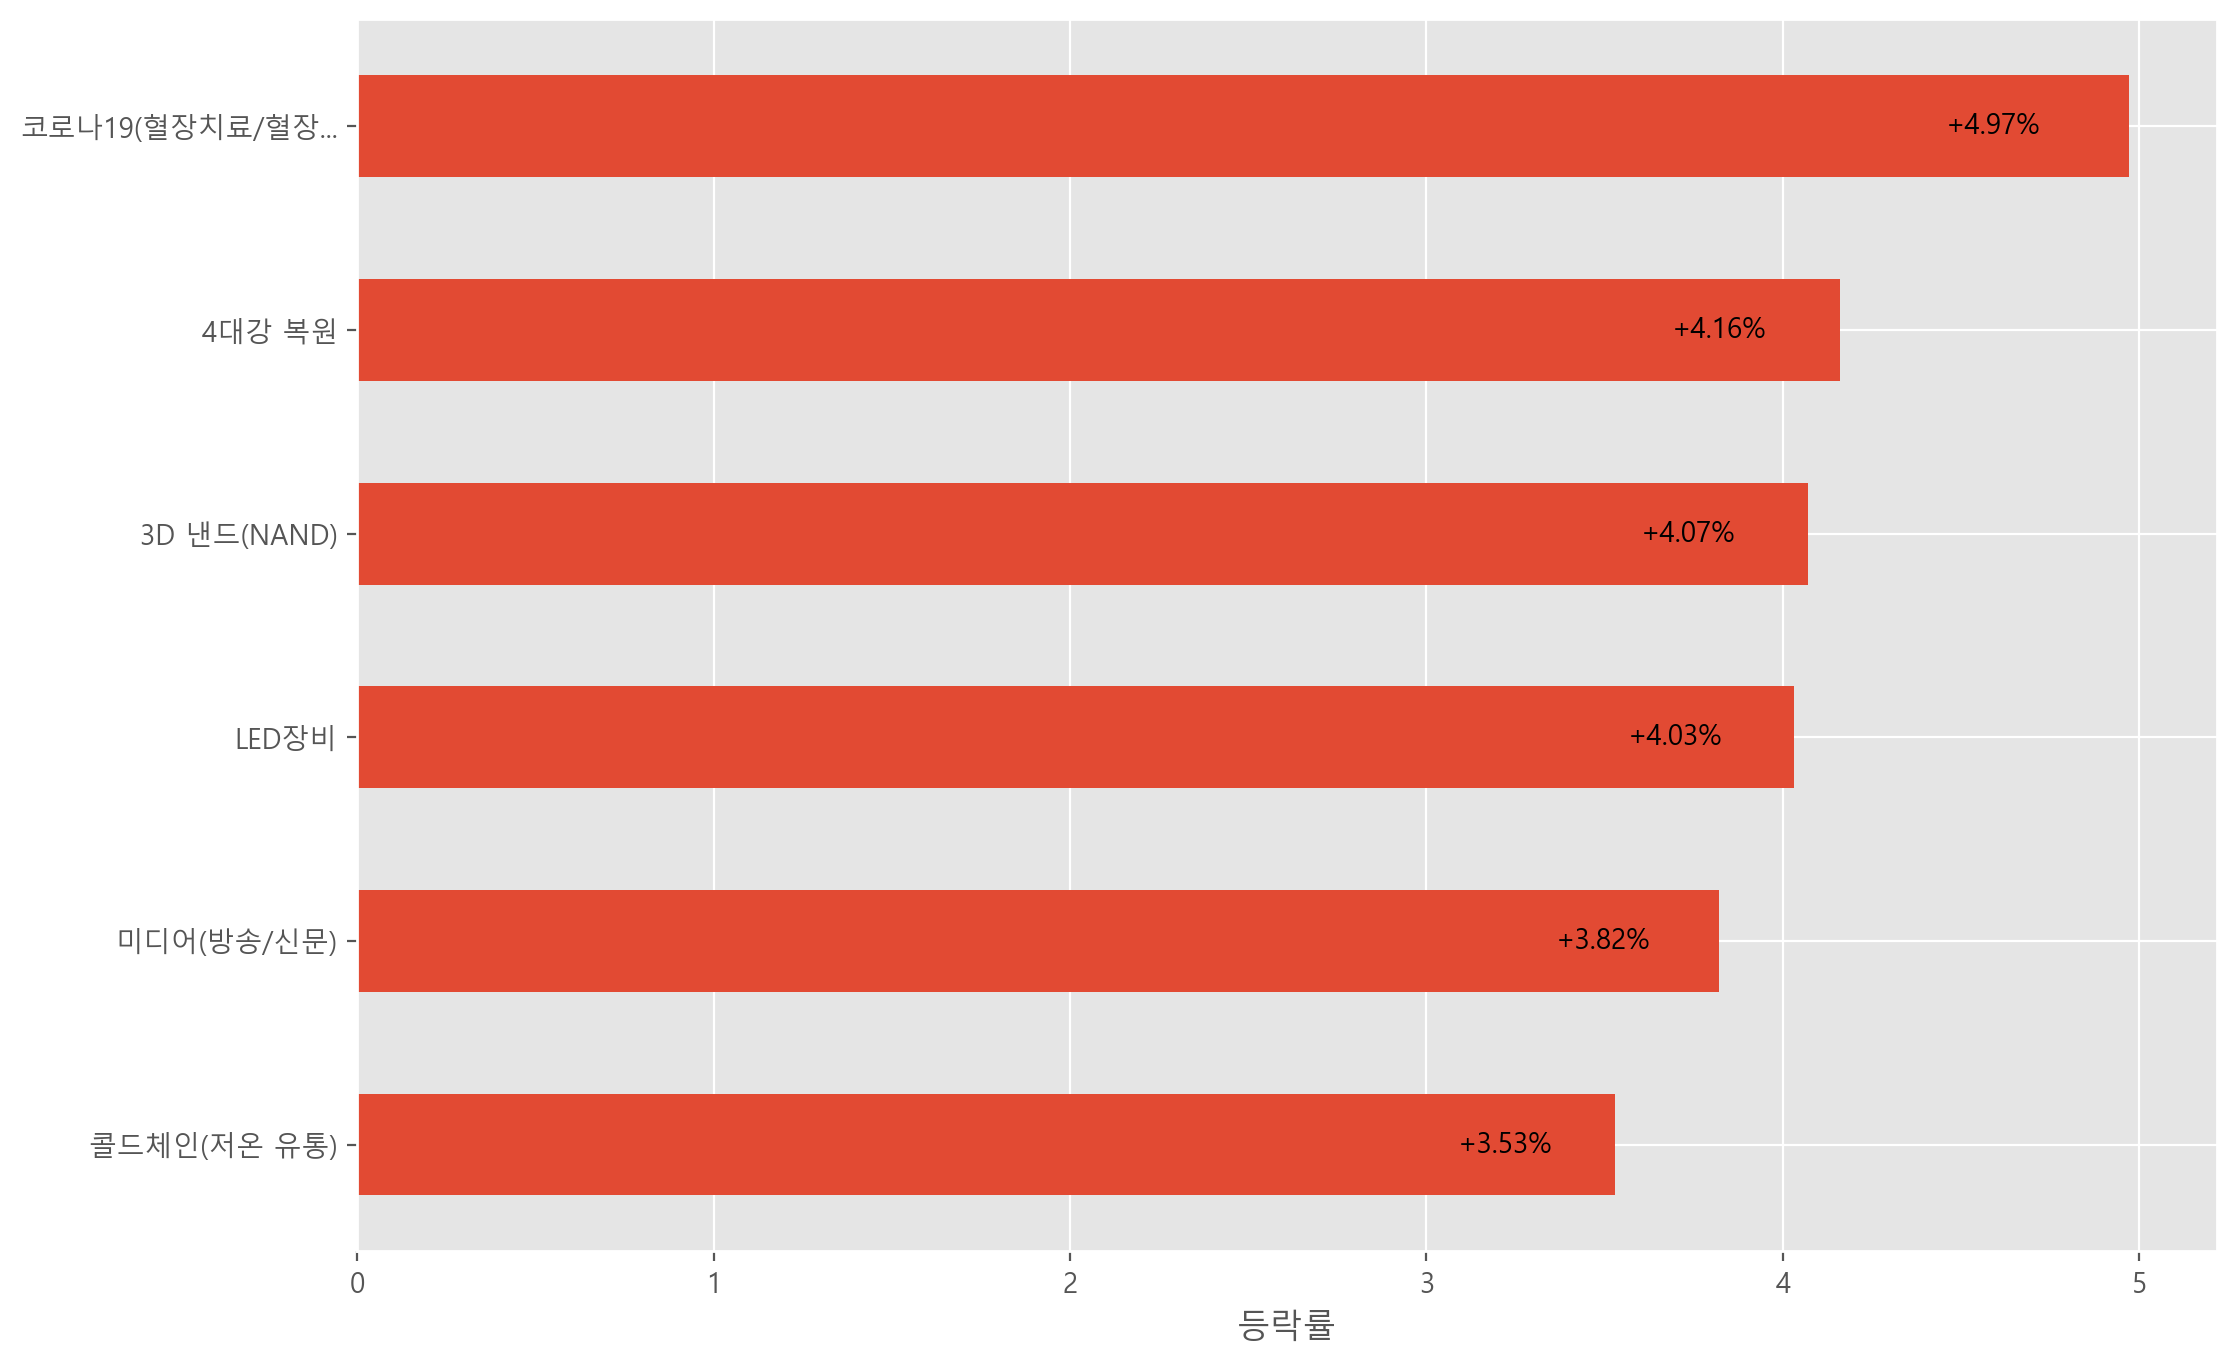 코로나19(혈장치료/혈장...
+4.97%
4대강 복원
+4.16%
3D 낸드(NAND)
+4.07%
LED장비
+4.03%
미디어(방송/신문)
+3.82%
콜드체인(저온 유통)
+3.53%
0 1 2 3 4 5
등락률